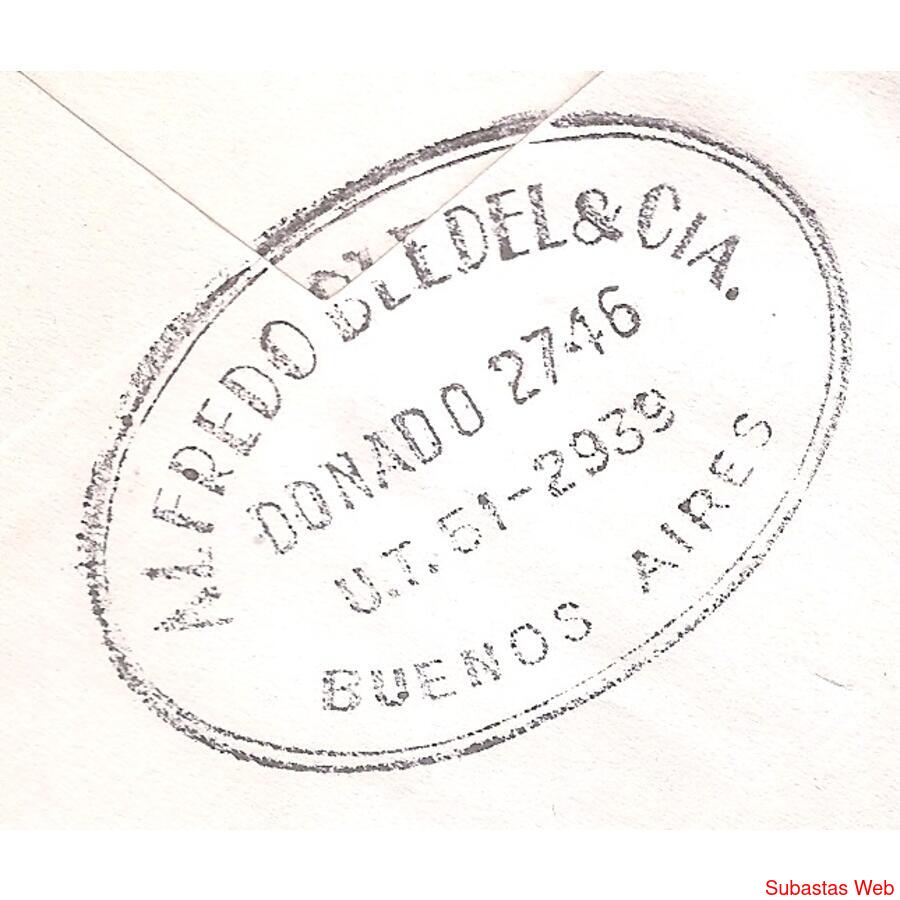 ALFREDO BLEDEL & CIA.
DONADO 2746
U.T. 51-2939
BUENOS AIRES
Subastas Web